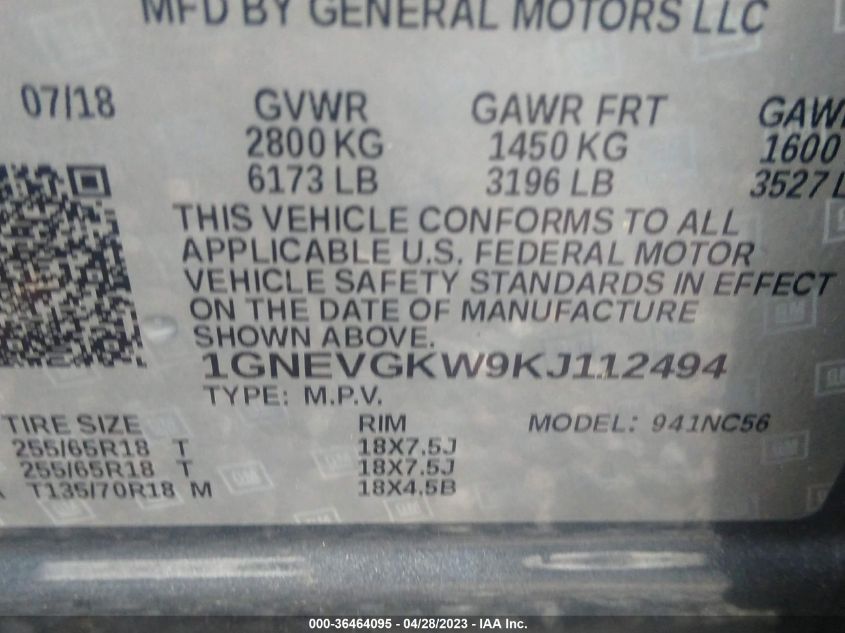 MFD BY GENERAL MOTORS LLC
07/18 GVWR GAWR FRT GAWR
2800 KG 1450 KG 1600
6173 LB 3196 LB 3527 L
THIS VEHICLE CONFORMS TO ALL
APPLICABLE U.S. FEDERAL MOTOR
VEHICLE SAFETY STANDARDS IN EFFECT
ON THE DATE OF MANUFACTURE
SHOWN ABOVE.
1GNEVGKW9KJ112494
TYPE: M.P.V.
TIRE SIZE RIM MODEL: 941NC56
255/65R18 T 18X7.5J
255/65R18 T 18X7.5J
T135/70R18 M 18X4.5B
000-36464095 - 04/28/2023 - IAA Inc.